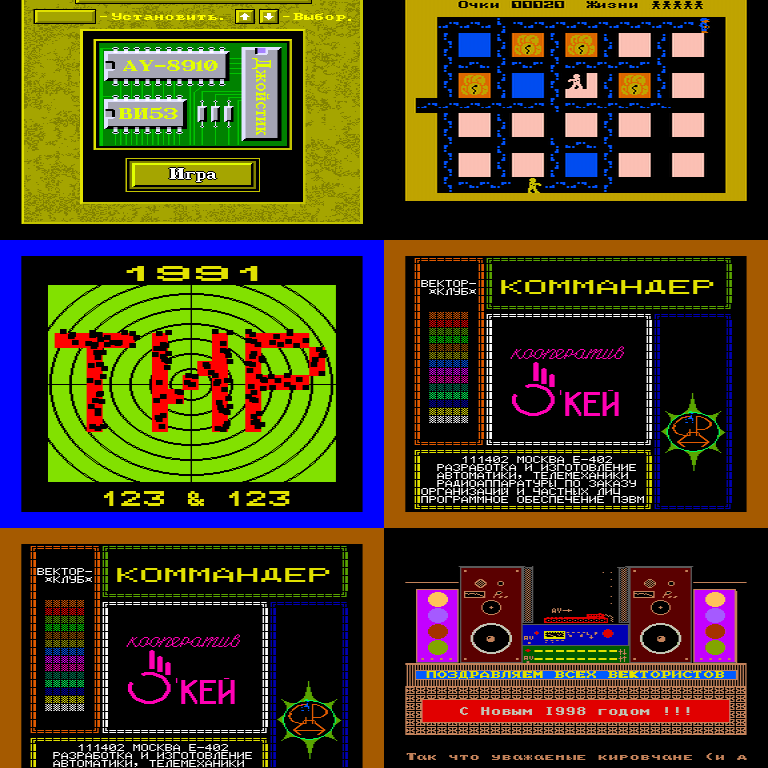 -Установить. -Выбор.
AY-8910
ВИ53
Джойстик
Игра
Очки 00020 Жизни
1991
ТИР
123 & 123
ВЕКТОР-
*КЛУБ*
КОММАНДЕР
кооператив
О'КЕЙ
111402 МОСКВА Е-402
РАЗРАБОТКА И ИЗГОТОВЛЕНИЕ
АВТОМАТИКИ, ТЕЛЕМЕХАНИКИ
РАДИОАППАРАТУРЫ ПО ЗАКАЗУ
ОРГАНИЗАЦИЙ И ЧАСТНЫХ ЛИЦ
ПРОГРАММНОЕ ОБЕСПЕЧЕНИЕ ПЭВМ
ВЕКТОР-
*КЛУБ*
КОММАНДЕР
кооператив
О'КЕЙ
111402 МОСКВА Е-402
РАЗРАБОТКА И ИЗГОТОВЛЕНИЕ
АВТОМАТИКИ, ТЕЛЕМЕХАНИКИ
AY
AY
AY
ПОЗДРАВЛЯЕМ ВСЕХ ВЕКТОРИСТОВ
С Новым 1998 годом !!!
Так что уважаемые кировчане (и д